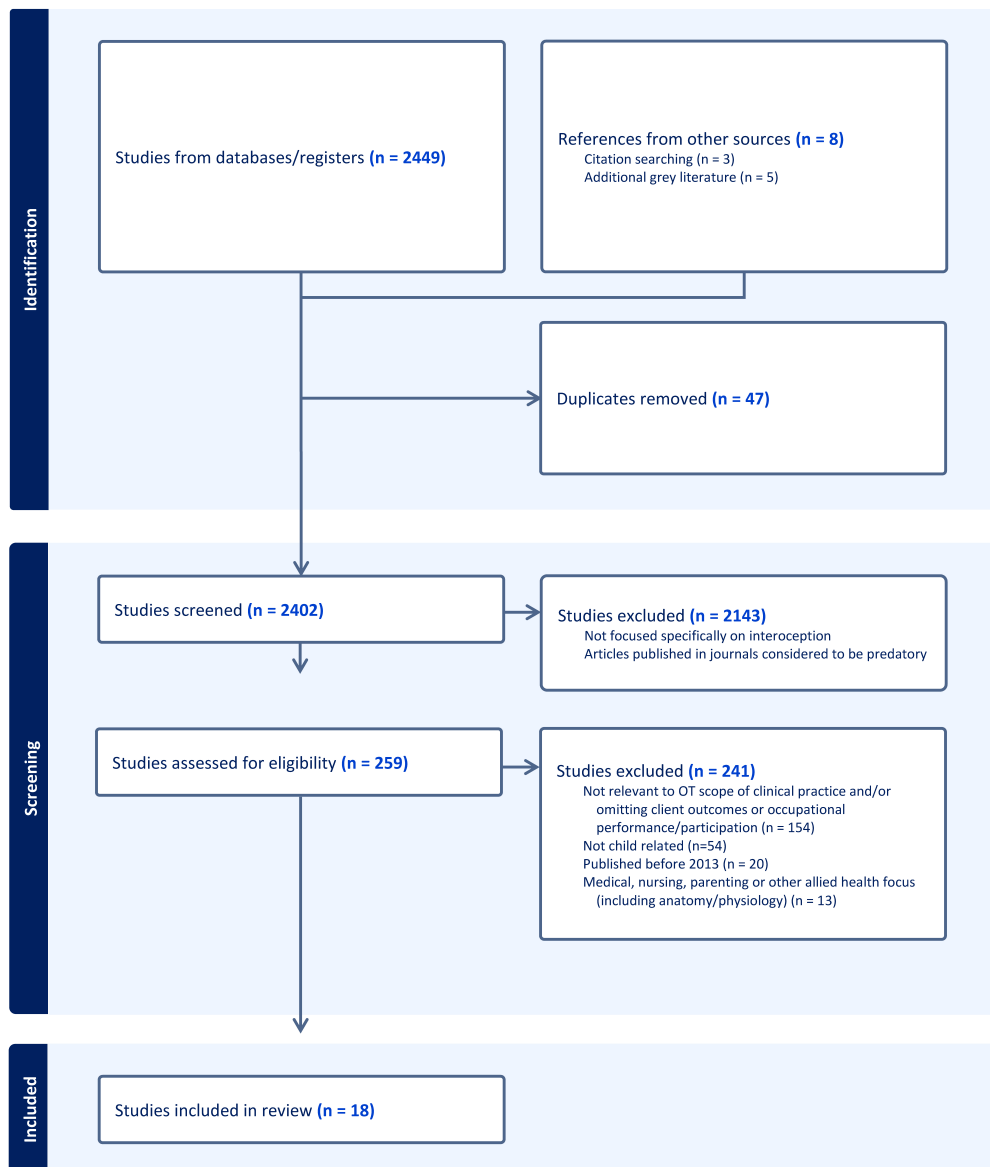 Identification
Studies from databases/registers (n = 2449)
References from other sources (n = 8)
Citation searching (n = 3)
Additional grey literature (n = 5)
Duplicates removed (n = 47)
Screening
Studies screened (n = 2402)
Studies excluded (n = 2143)
Not focused specifically on interoception
Articles published in journals considered to be predatory
Studies assessed for eligibility (n = 259)
Studies excluded (n = 241)
Not relevant to OT scope of clinical practice and/or
omitting client outcomes or occupational
performance/participation (n = 154)
Not child related (n=54)
Published before 2013 (n = 20)
Medical, nursing, parenting or other allied health focus
(including anatomy/physiology) (n = 13)
Included
Studies included in review (n = 18)